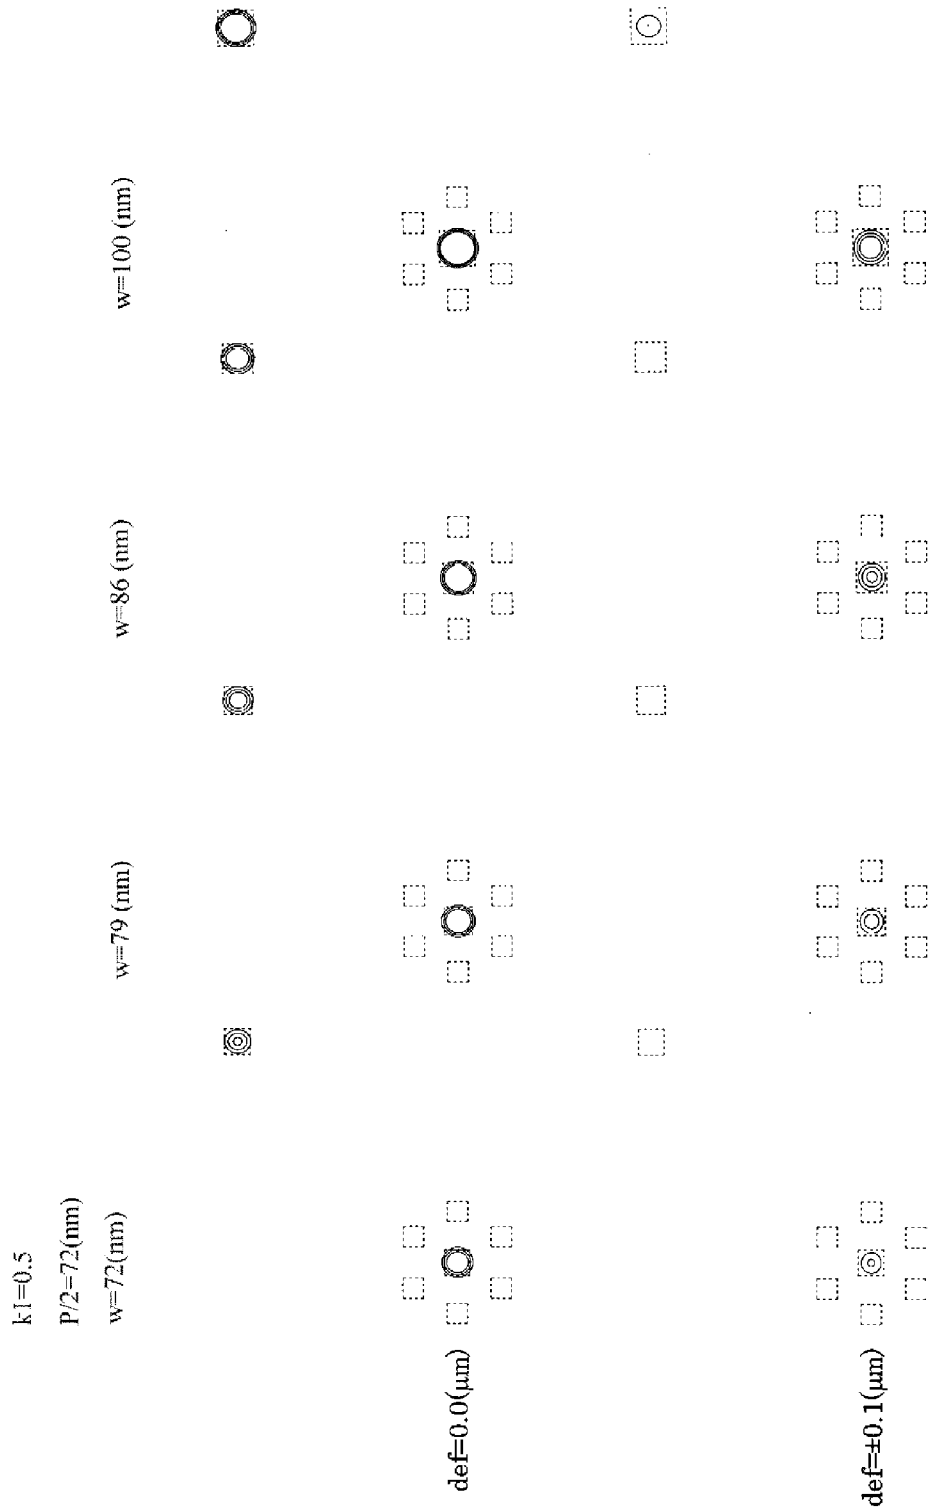 k1=0.5
P/2=72(nm)
w=72(nm)
w=79 (nm)
w=86 (nm)
w=100 (nm)
def=0.0(μm)
def=±0.1(μm)